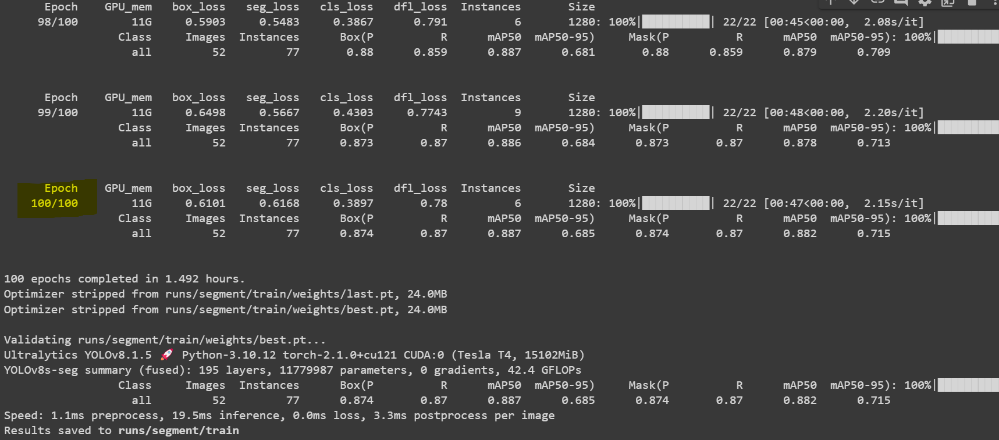 Epoch GPU_mem box_loss seg_loss cls_loss dfl_loss Instances Size
98/100 11G 0.5903 0.5483 0.3867 0.791 6 1280: 100%|██████████| 22/22 [00:45<00:00, 2.08s/it]
Class Images Instances Box(P R mAP50 mAP50-95) Mask(P R mAP50 mAP50-95): 100%|
all 52 77 0.88 0.859 0.887 0.681 0.88 0.859 0.879 0.709
Epoch GPU_mem box_loss seg_loss cls_loss dfl_loss Instances Size
99/100 11G 0.6498 0.5667 0.4303 0.7743 9 1280: 100%|██████████| 22/22 [00:48<00:00, 2.20s/it]
Class Images Instances Box(P R mAP50 mAP50-95) Mask(P R mAP50 mAP50-95): 100%|
all 52 77 0.873 0.87 0.886 0.684 0.873 0.87 0.878 0.713
Epoch GPU_mem box_loss seg_loss cls_loss dfl_loss Instances Size
100/100 11G 0.6101 0.6168 0.3897 0.78 6 1280: 100%|██████████| 22/22 [00:47<00:00, 2.15s/it]
Class Images Instances Box(P R mAP50 mAP50-95) Mask(P R mAP50 mAP50-95): 100%|
all 52 77 0.874 0.87 0.887 0.685 0.874 0.87 0.882 0.715
100 epochs completed in 1.492 hours.
Optimizer stripped from runs/segment/train/weights/last.pt, 24.0MB
Optimizer stripped from runs/segment/train/weights/best.pt, 24.0MB
Validating runs/segment/train/weights/best.pt...
Ultralytics YOLOv8.1.5 🚀 Python-3.10.12 torch-2.1.0+cu121 CUDA:0 (Tesla T4, 15102MiB)
YOLOv8s-seg summary (fused): 195 layers, 11779987 parameters, 0 gradients, 42.4 GFLOPs
Class Images Instances Box(P R mAP50 mAP50-95) Mask(P R mAP50 mAP50-95): 100%|
all 52 77 0.874 0.87 0.887 0.685 0.874 0.87 0.882 0.715
Speed: 1.1ms preprocess, 19.5ms inference, 0.0ms loss, 3.3ms postprocess per image
Results saved to runs/segment/train